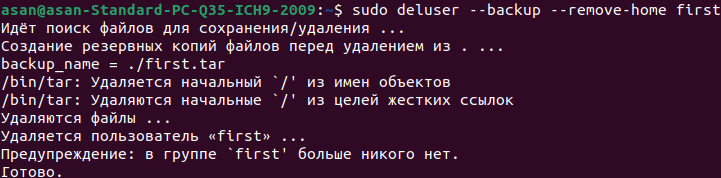 asan@asan-Standard-PC-Q35-ICH9-2009:~$ sudo deluser --backup --remove-home first
Идёт поиск файлов для сохранения/удаления ...
Создание резервных копий файлов перед удалением из . ...
backup_name = ./first.tar
/bin/tar: Удаляется начальный `/' из имен объектов
/bin/tar: Удаляются начальные `/' из целей жестких ссылок
Удаляются файлы ...
Удаляется пользователь «first» ...
Предупреждение: в группе `first' больше никого нет.
Готово.